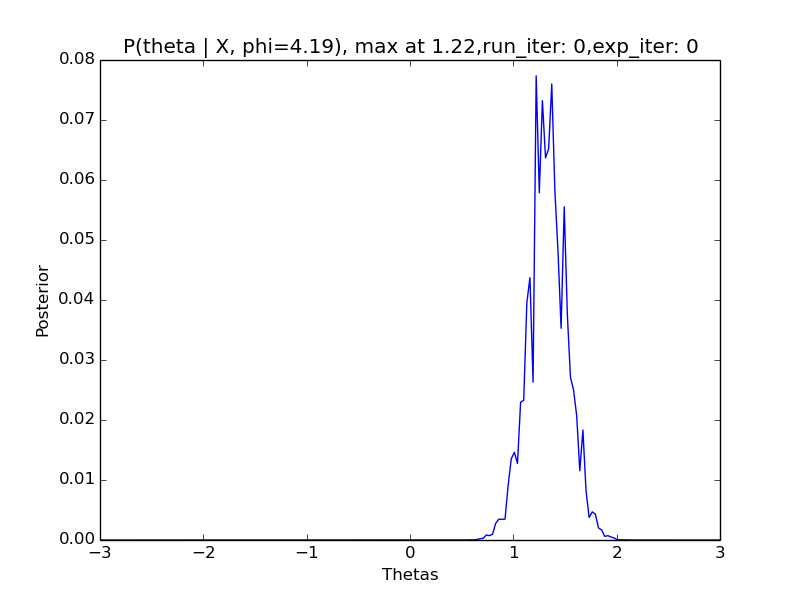 P(theta | X, phi=4.19), max at 1.22,run_iter: 0,exp_iter: 0
0.08
0.07
0.06
0.05
0.04
0.03
0.02
0.01
0.00
Posterior
−3 −2 −1 0 1 2 3
Thetas